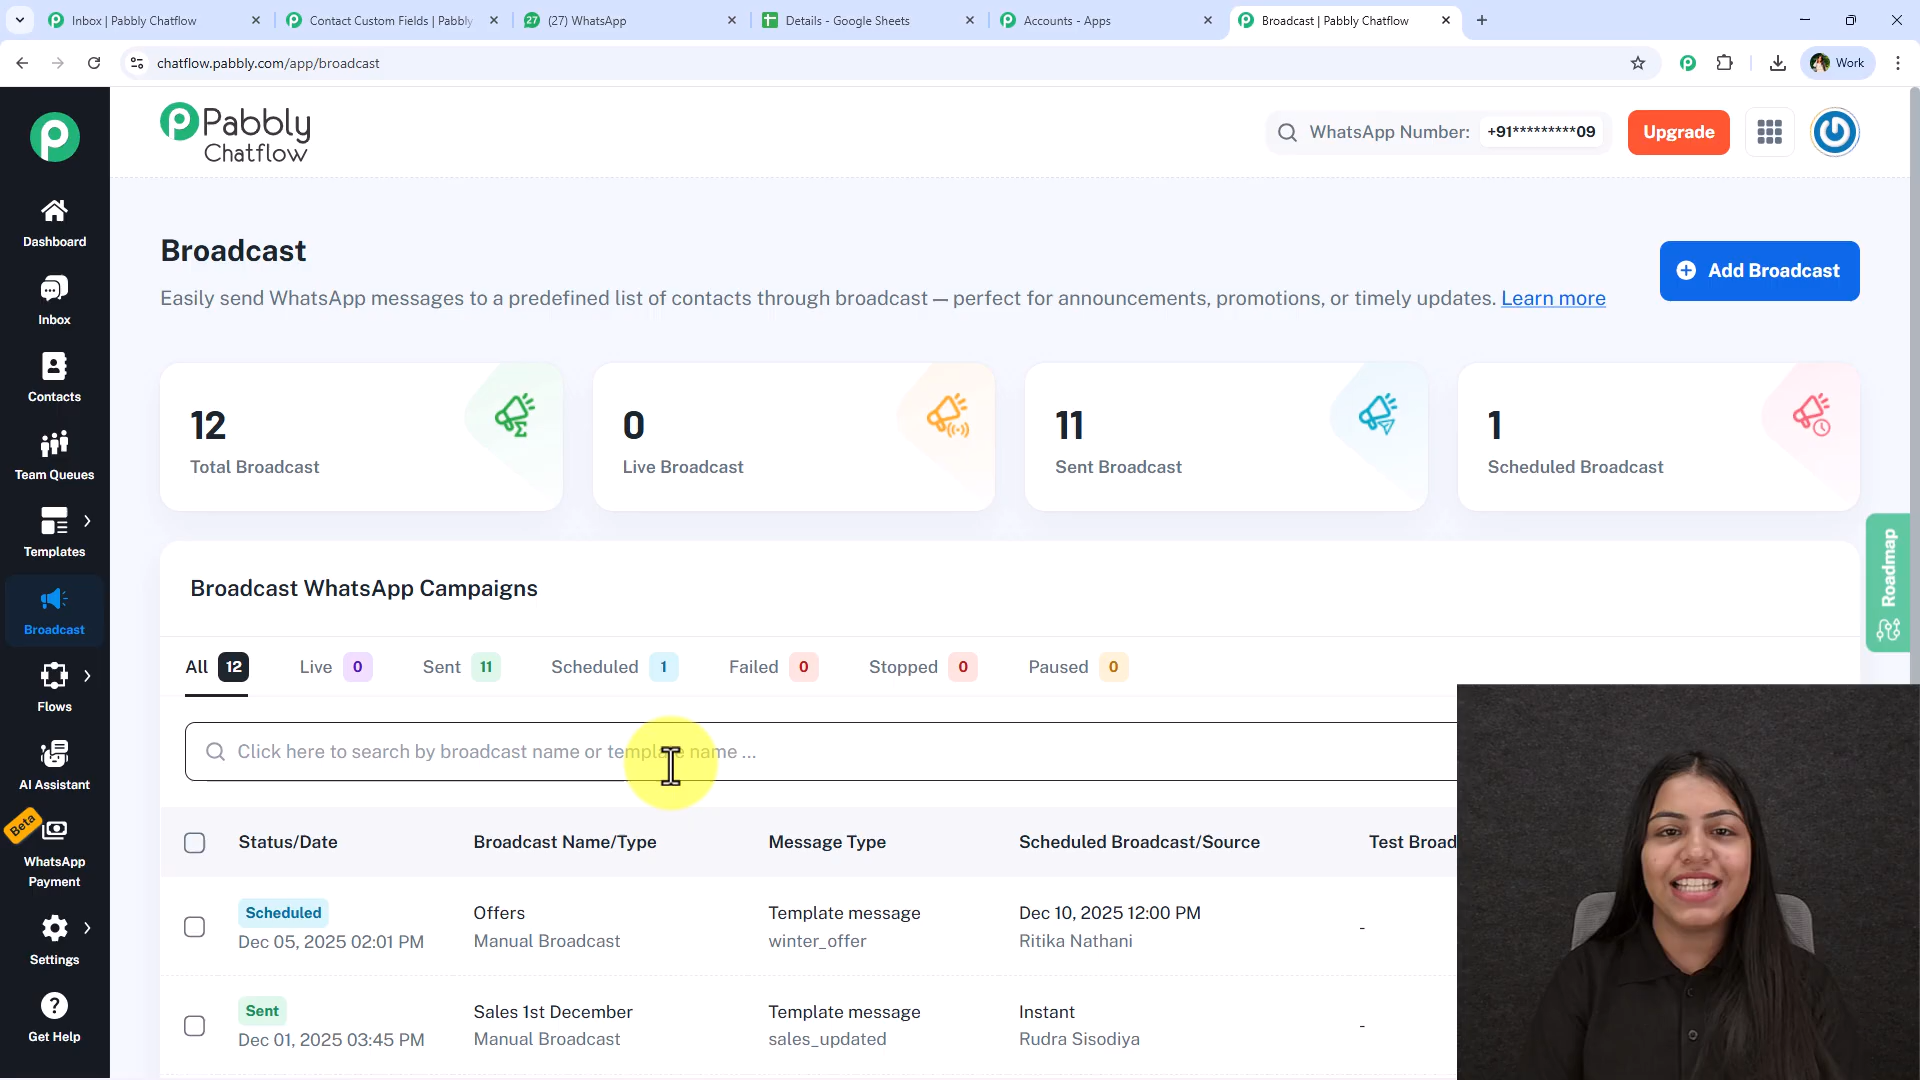 Inbox | Pabbly Chatflow
Contact Custom Fields | Pabbly
27
(27) WhatsApp
Details - Google Sheets
Accounts - Apps
Broadcast | Pabbly Chatflow
chatflow.pabbly.com/app/broadcast
Work
Pabbly
Chatflow
WhatsApp Number: +91*********09
Upgrade
Dashboard
Inbox
Contacts
Team Queues
Templates
Broadcast
Flows
AI Assistant
Beta
WhatsApp
Payment
Settings
Get Help
Broadcast
Easily send WhatsApp messages to a predefined list of contacts through broadcast — perfect for announcements, promotions, or timely updates. Learn more
Add Broadcast
12
Total Broadcast
0
Live Broadcast
11
Sent Broadcast
1
Scheduled Broadcast
Roadmap
Broadcast WhatsApp Campaigns
All 12 Live 0 Sent 11 Scheduled 1 Failed 0 Stopped 0 Paused 0
Click here to search by broadcast name or template name ...
Status/Date Broadcast Name/Type Message Type Scheduled Broadcast/Source Test Broad
Scheduled Offers Template message Dec 10, 2025 12:00 PM
Dec 05, 2025 02:01 PM Manual Broadcast winter_offer Ritika Nathani -
Sent Sales 1st December Template message Instant
Dec 01, 2025 03:45 PM Manual Broadcast sales_updated Rudra Sisodiya -